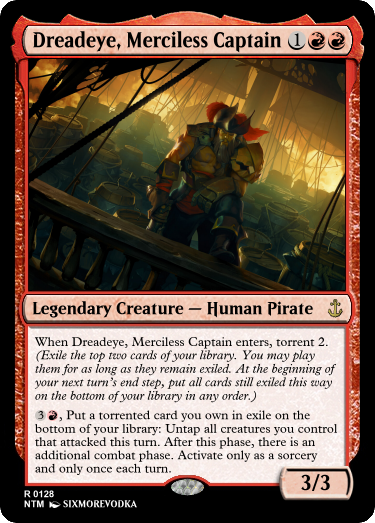 Dreadeye, Merciless Captain 1
Legendary Creature — Human Pirate
When Dreadeye, Merciless Captain enters, torrent 2.
(Exile the top two cards of your library. You may play
them for as long as they remain exiled. At the beginning of
your next turn's end step, put all cards still exiled this way
on the bottom of your library in any order.)
3, Put a torrented card you own in exile on the
bottom of your library: Untap all creatures you control
that attacked this turn. After this phase, there is an
additional combat phase. Activate only as a sorcery
and only once each turn.
3/3
R 0128
NTM SIXMOREVODKA